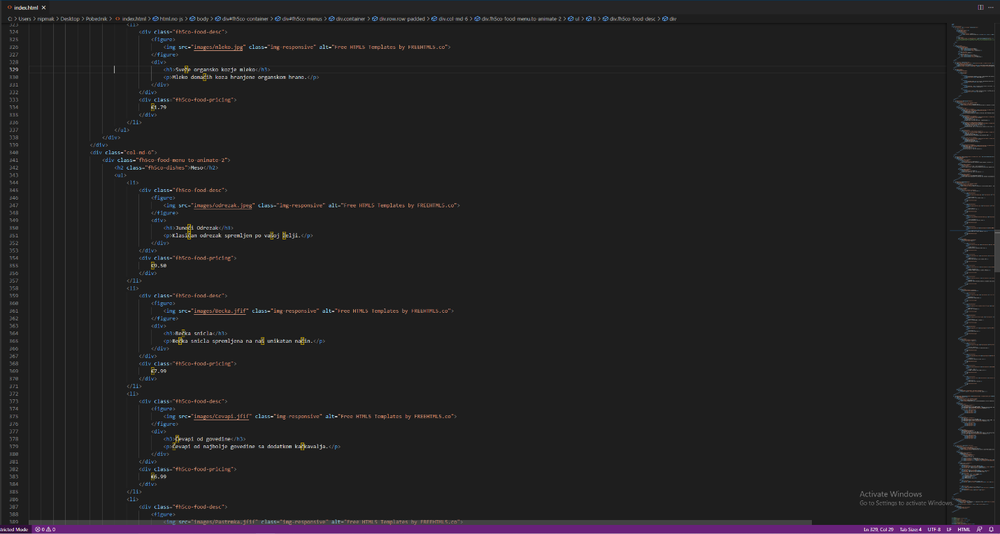 index.html
C: > Users > nipmak > Desktop > Pobednik > index.html > html.no-js > body > div#fh5co-container > div#fh5co-menus > div.container > div.row.row-padded > div.col-md-6 > div.fh5co-food-menu.to-animate-2 > ul > li > div.fh5co-food-desc > div
323 <li>
324 <div class="fh5co-food-desc">
325 <figure>
326 <img src="images/mleko.jpg" class="img-responsive" alt="Free HTML5 Templates by FREEHTML5.co">
327 </figure>
328 <div>
329 <h3>Sveže organsko kozje mleko</h3>
330 <p>Mleko domaćih koza hranjene organskom hrano.</p>
331 </div>
332 </div>
333 <div class="fh5co-food-pricing">
334 €1.79
335 </div>
336 </li>
337 </ul>
338 </div>
339 </div>
340 <div class="col-md-6">
341 <div class="fh5co-food-menu to-animate-2">
342 <h2 class="fh5co-dishes">Meso</h2>
343 <ul>
344 <li>
345 <div class="fh5co-food-desc">
346 <figure>
347 <img src="images/odrezak.jpeg" class="img-responsive" alt="Free HTML5 Templates by FREEHTML5.co">
348 </figure>
349 <div>
350 <h3>Juneći Odrezak</h3>
351 <p>Klasičan odrezak spremljen po vašoj želji.</p>
352 </div>
353 </div>
354 <div class="fh5co-food-pricing">
355 €9.50
356 </div>
357 </li>
358 <li>
359 <div class="fh5co-food-desc">
360 <figure>
361 <img src="images/Becka.jfif" class="img-responsive" alt="Free HTML5 Templates by FREEHTML5.co">
362 </figure>
363 <div>
364 <h3>Bečka snicla</h3>
365 <p>Bečka snicla spremljena na naš unikatan način.</p>
366 </div>
367 </div>
368 <div class="fh5co-food-pricing">
369 €7.99
370 </div>
371 </li>
372 <li>
373 <div class="fh5co-food-desc">
374 <figure>
375 <img src="images/Cevapi.jfif" class="img-responsive" alt="Free HTML5 Templates by FREEHTML5.co">
376 </figure>
377 <div>
378 <h3>Ćevapi od govedine</h3>
379 <p>Ćevapi od najbolje govedine sa dodatkom kačkavalja.</p>
380 </div>
381 </div>
382 <div class="fh5co-food-pricing">
383 €6.99
384 </div>
385 </li>
386 <li>
387 <div class="fh5co-food-desc">
388 <figure>
389 <img src="images/Pastrmka.jfif" class="img-responsive" alt="Free HTML5 Templates by FREEHTML5.co">
Activate Windows
Go to Settings to activate Windows.
stricted Mode 0 0 Ln 329, Col 29 Tab Size: 4 UTF-8 LF HTML